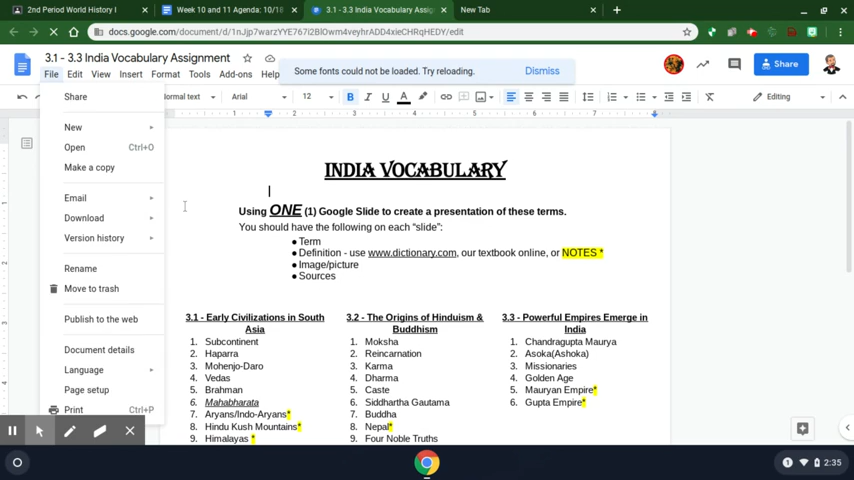 2nd Period World History I
Week 10 and 11 Agenda: 10/18
3.1 - 3.3 India Vocabulary Assig
New Tab
docs.google.com/document/d/1nJjp7warzYYE767I2BlOwm4veyhrADD4xieCHRqHEDY/edit
3.1 - 3.3 India Vocabulary Assignment
File Edit View Insert Format Tools Add-ons Help
Some fonts could not be loaded. Try reloading. Dismiss
Share
Normal text Arial 12 B I U A Editing
Share
New
Open Ctrl+O
Make a copy
Email
Download
Version history
Rename
Move to trash
Publish to the web
Document details
Language
Page setup
Print Ctrl+P
INDIA VOCABULARY
Using ONE (1) Google Slide to create a presentation of these terms.
You should have the following on each “slide”:
● Term
● Definition - use www.dictionary.com, our textbook online, or NOTES *
● Image/picture
● Sources
3.1 - Early Civilizations in South
Asia
1. Subcontinent
2. Haparra
3. Mohenjo-Daro
4. Vedas
5. Brahman
6. Mahabharata
7. Aryans/Indo-Aryans*
8. Hindu Kush Mountains*
9. Himalayas *
3.2 - The Origins of Hinduism &
Buddhism
1. Moksha
2. Reincarnation
3. Karma
4. Dharma
5. Caste
6. Siddhartha Gautama
7. Buddha
8. Nepal*
9. Four Noble Truths
3.3 - Powerful Empires Emerge in
India
1. Chandragupta Maurya
2. Asoka(Ashoka)
3. Missionaries
4. Golden Age
5. Mauryan Empire*
6. Gupta Empire*
1 2:35